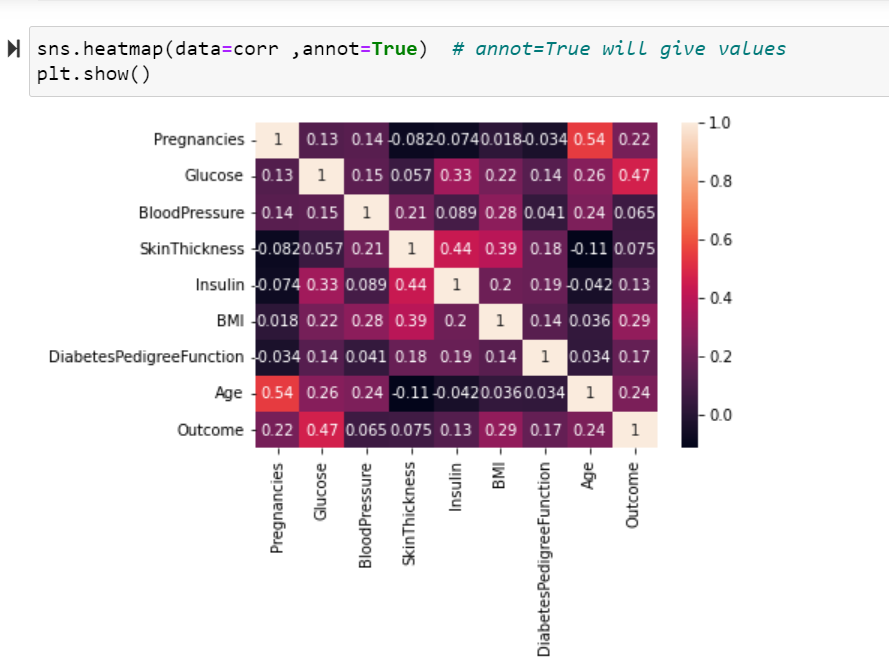 sns.heatmap(data=corr ,annot=True)  # annot=True will give values
plt.show()
Pregnancies 1 0.13 0.14 -0.082 -0.074 0.018 -0.034 0.54 0.22
Glucose 0.13 1 0.15 0.057 0.33 0.22 0.14 0.26 0.47
BloodPressure 0.14 0.15 1 0.21 0.089 0.28 0.041 0.24 0.065
SkinThickness -0.082 0.057 0.21 1 0.44 0.39 0.18 -0.11 0.075
Insulin -0.074 0.33 0.089 0.44 1 0.2 0.19 -0.042 0.13
BMI 0.018 0.22 0.28 0.39 0.2 1 0.14 0.036 0.29
DiabetesPedigreeFunction -0.034 0.14 0.041 0.18 0.19 0.14 1 0.034 0.17
Age 0.54 0.26 0.24 -0.11 -0.042 0.036 0.034 1 0.24
Outcome 0.22 0.47 0.065 0.075 0.13 0.29 0.17 0.24 1
Pregnancies
Glucose
BloodPressure
SkinThickness
Insulin
BMI
DiabetesPedigreeFunction
Age
Outcome
1.0
0.8
0.6
0.4
0.2
0.0